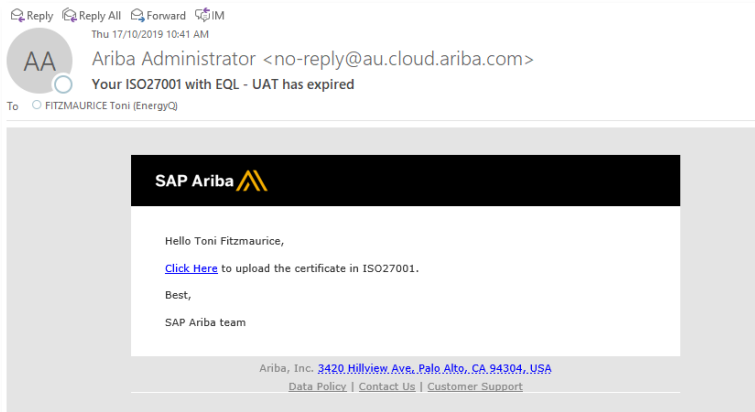 Reply Reply All Forward IM
Thu 17/10/2019 10:41 AM
AA
Ariba Administrator <no-reply@au.cloud.ariba.com>
Your ISO27001 with EQL - UAT has expired
To FITZMAURICE Toni (EnergyQ)
SAP Ariba
Hello Toni Fitzmaurice,
Click Here to upload the certificate in ISO27001.
Best,
SAP Ariba team
Ariba, Inc. 3420 Hillview Ave, Palo Alto, CA 94304, USA
Data Policy | Contact Us | Customer Support